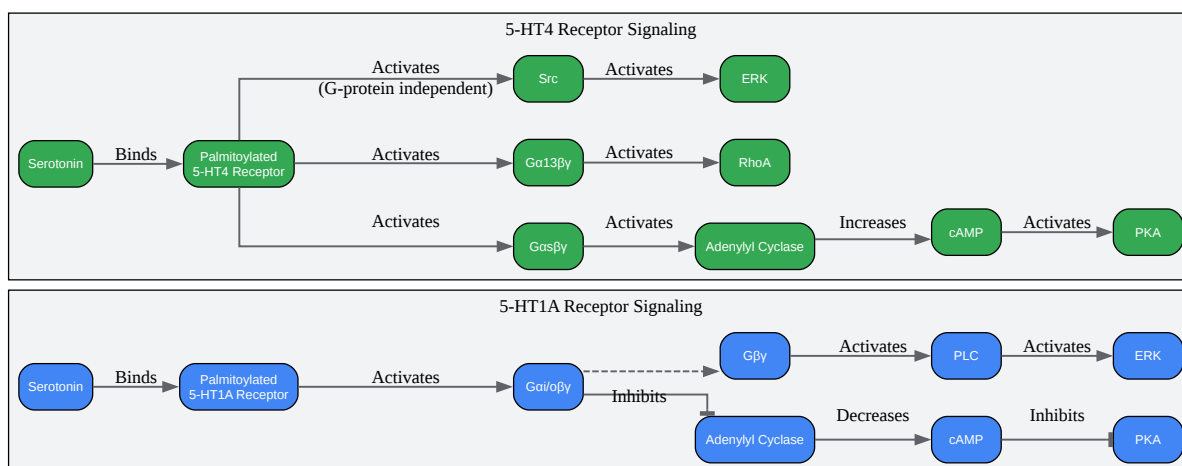 5-HT4 Receptor Signaling
Activates
(G-protein independent)
Src
Activates
ERK
Serotonin
Binds
Palmitoylated
5-HT4 Receptor
Activates
Gα13βγ
Activates
RhoA
Activates
Gαsβγ
Activates
Adenylyl Cyclase
Increases
cAMP
Activates
PKA
5-HT1A Receptor Signaling
Serotonin
Binds
Palmitoylated
5-HT1A Receptor
Activates
Gαi/oβγ
Gβγ
Activates
PLC
Activates
ERK
Inhibits
Adenylyl Cyclase
Decreases
cAMP
Inhibits
PKA